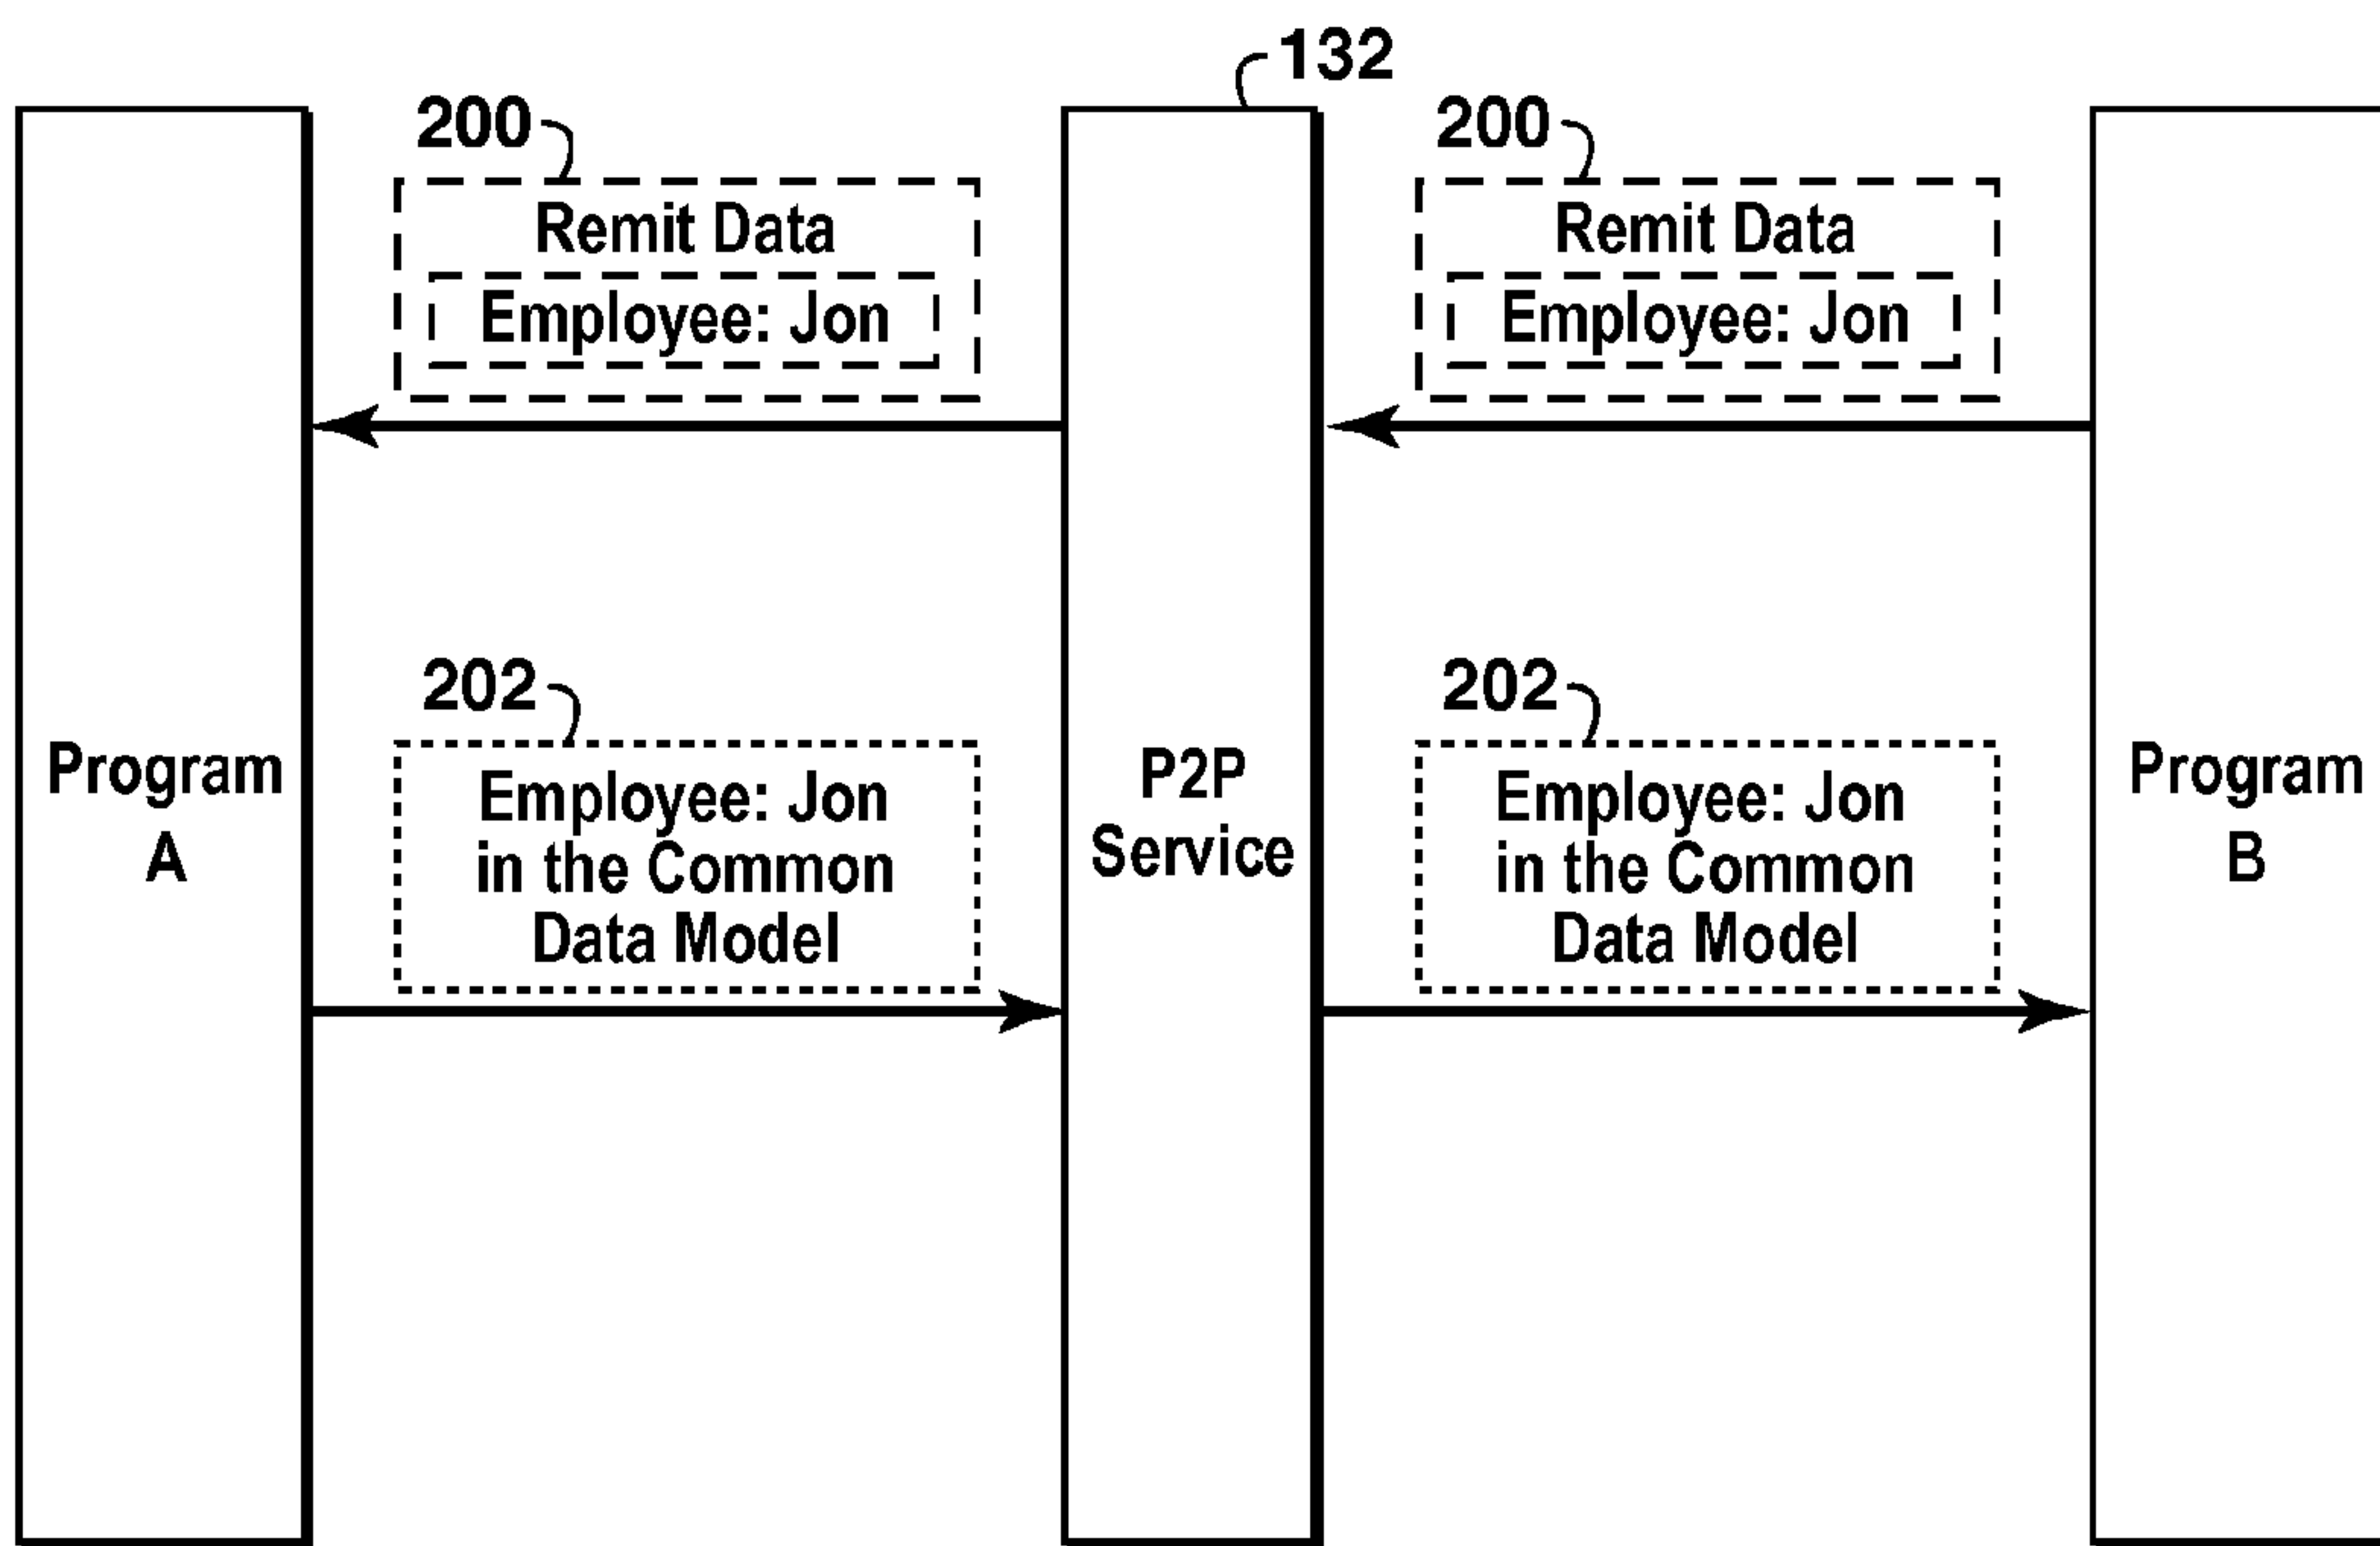 132
200
200
Remit Data
Remit Data
Employee: Jon
Employee: Jon
202
202
Program
A
Employee: Jon
in the Common
Data Model
P2P
Service
Employee: Jon
in the Common
Data Model
Program
B